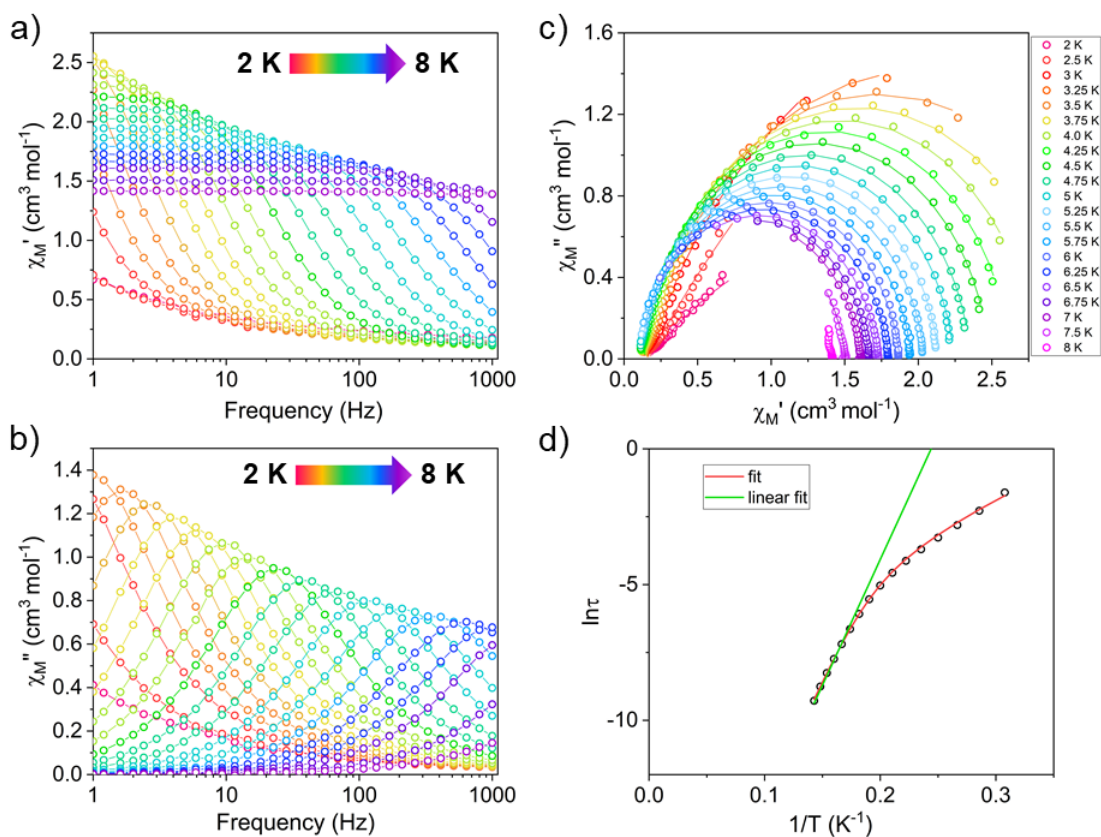 a)
2 K 8 K
2.5
2.0
1.5
1.0
0.5
0.0
χM' (cm³ mol⁻¹)
1 10 100 1000
Frequency (Hz)
b)
2 K 8 K
1.4
1.2
1.0
0.8
0.6
0.4
0.2
0.0
χM" (cm³ mol⁻¹)
1 10 100 1000
Frequency (Hz)
c)
1.6
1.2
0.8
0.4
0.0
χM" (cm³ mol⁻¹)
0.0 0.5 1.0 1.5 2.0 2.5
χM' (cm³ mol⁻¹)
2 K
2.5 K
3 K
3.25 K
3.5 K
3.75 K
4.0 K
4.25 K
4.5 K
4.75 K
5 K
5.25 K
5.5 K
5.75 K
6 K
6.25 K
6.5 K
6.75 K
7 K
7.5 K
8 K
d)
fit
linear fit
0
-5
-10
lnτ
0.0 0.1 0.2 0.3
1/T (K⁻¹)